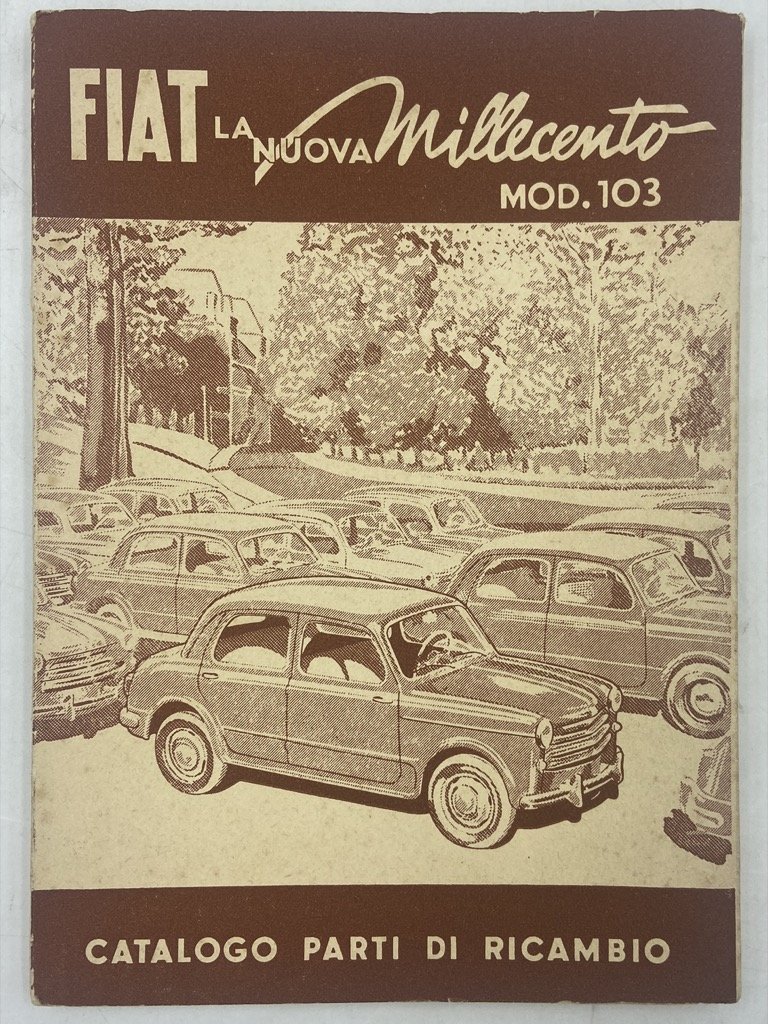 FIAT LA NUOVA Millecento
MOD. 103
CATALOGO PARTI DI RICAMBIO